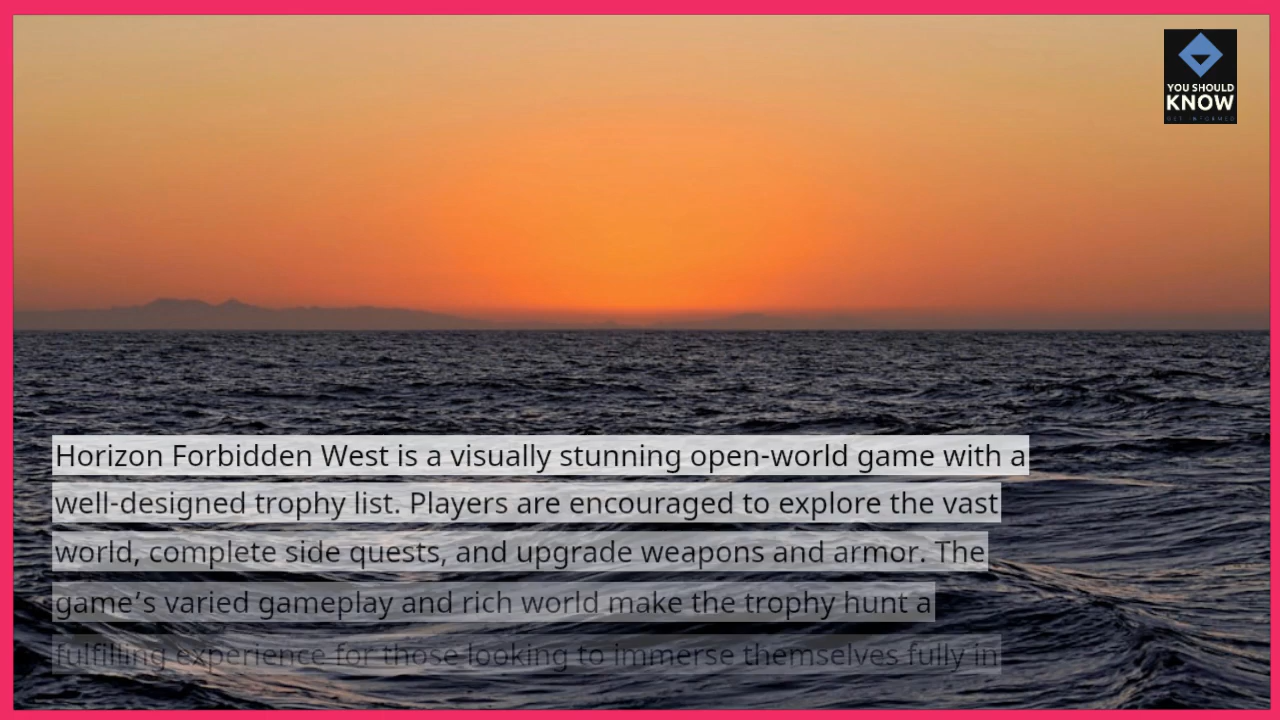 YOU SHOULD
KNOW
GET INFORMED
Horizon Forbidden West is a visually stunning open-world game with a
well-designed trophy list. Players are encouraged to explore the vast
world, complete side quests, and upgrade weapons and armor. The
game’s varied gameplay and rich world make the trophy hunt a
fulfilling experience for those looking to immerse themselves fully in